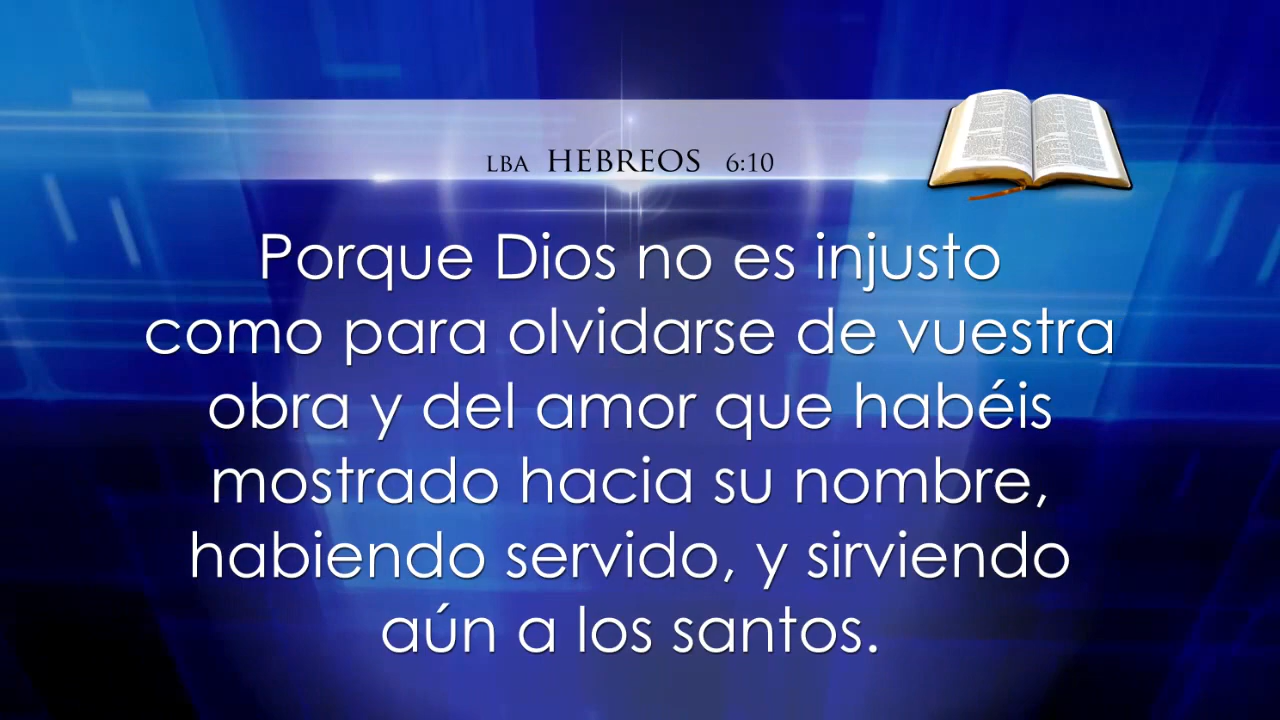 LBA HEBREOS 6:10
Porque Dios no es injusto
como para olvidarse de vuestra
obra y del amor que habéis
mostrado hacia su nombre,
habiendo servido, y sirviendo
aún a los santos.